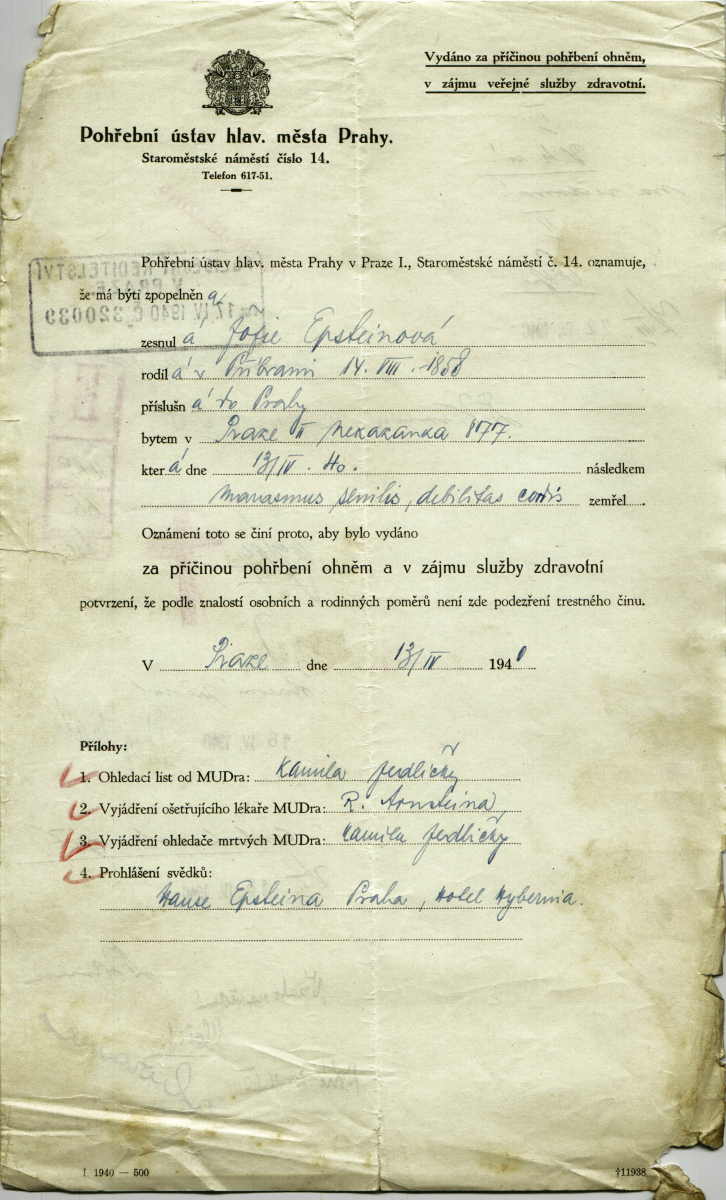 Vydáno za příčinou pohřbení ohněm,
v zájmu veřejné služby zdravotní.
Pohřební ústav hlav. města Prahy.
Staroměstské náměstí číslo 14.
Telefon 617-51.
Pohřební ústav hlav. města Prahy v Praze I., Staroměstské náměstí č. 14. oznamuje,
že má býti zpopelněn a
zesnul á Žofie Epsteinová
rodil á v Příbrami 14. VIII. 1858
příslušn á do Prahy
bytem v Praze II Nekazanka 877.
kter á dne 13/IV. 40. následkem
Marasmus senilis, debilitas cordis zemřel
Oznámení toto se činí proto, aby bylo vydáno
za příčinou pohřbení ohněm a v zájmu služby zdravotní
potvrzení, že podle znalostí osobních a rodinných poměrů není zde podezření trestného činu.
V Praze dne 13/IV 1940
Přílohy:
1. Ohledací list od MUDra: Kamila Jedličky
2. Vyjádření ošetřujícího lékaře MUDra: R. Arnsteina
3. Vyjádření ohledače mrtvých MUDra: Kamila Jedličky
4. Prohlášení svědků:
Hanse Epsteina Praha, Hotel Hybernia.
I. 1940 — 500
†11938